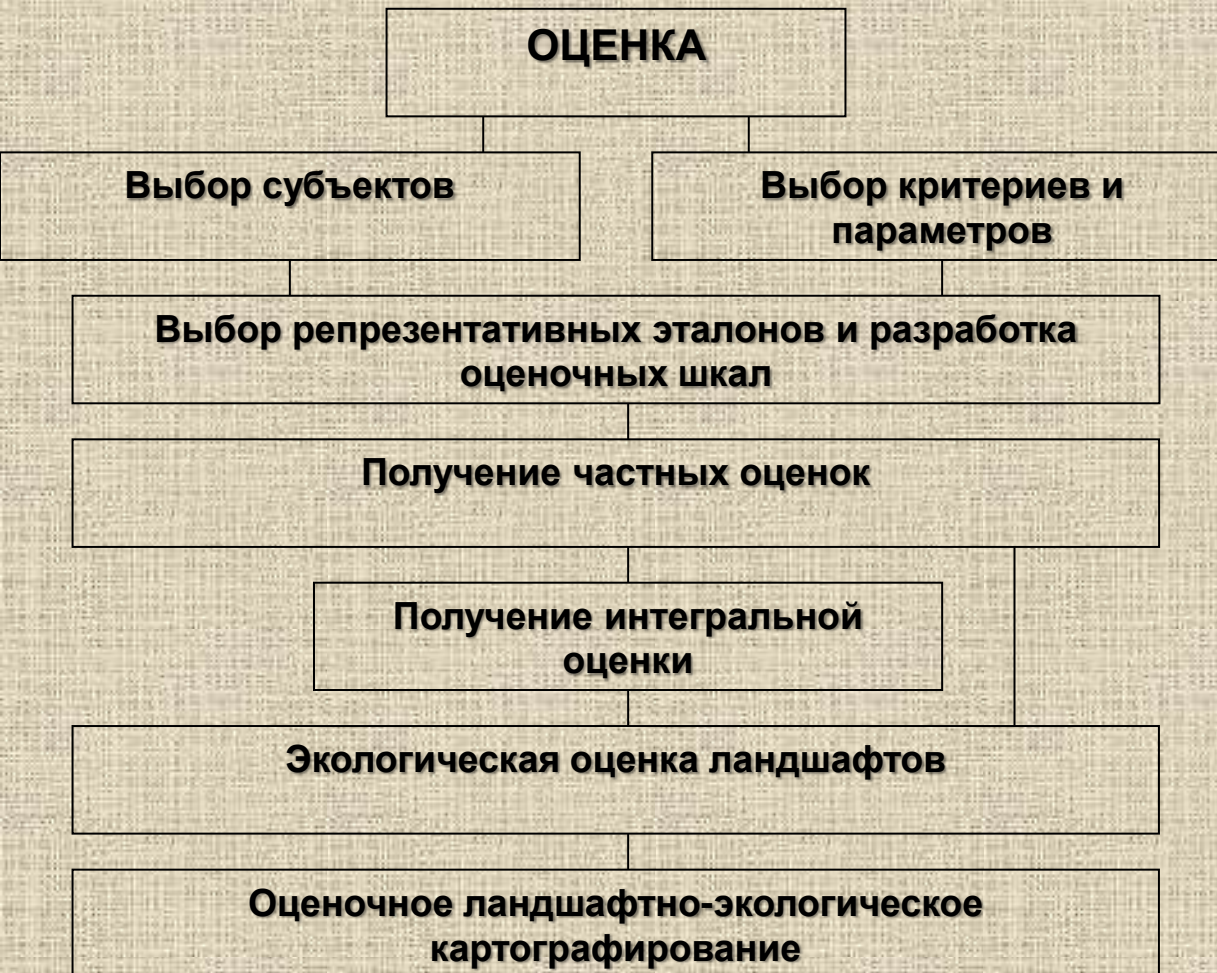 ОЦЕНКА
Выбор субъектов
Выбор критериев и
параметров
Выбор репрезентативных эталонов и разработка
оценочных шкал
Получение частных оценок
Получение интегральной
оценки
Экологическая оценка ландшафтов
Оценочное ландшафтно-экологическое
картографирование